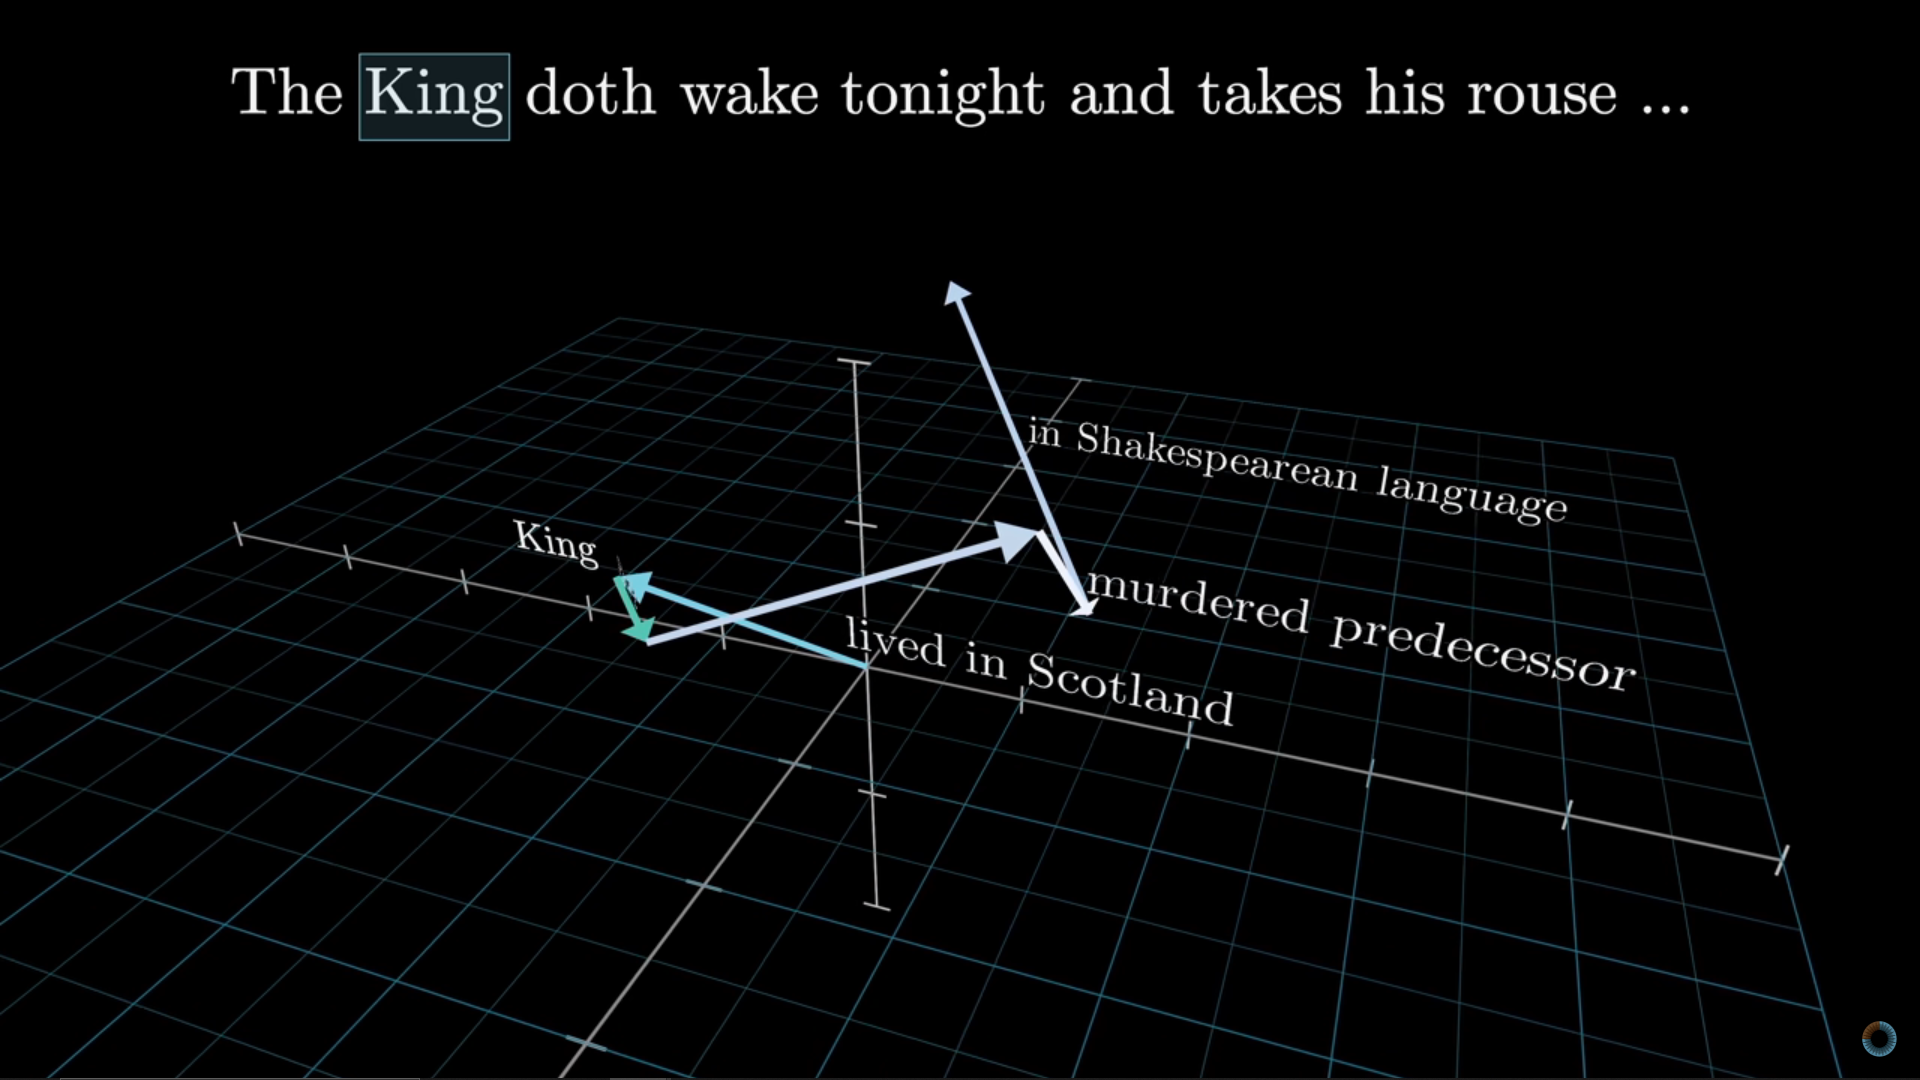 The King doth wake tonight and takes his rouse ...
in Shakespearean language
King
murdered predecessor
lived in Scotland